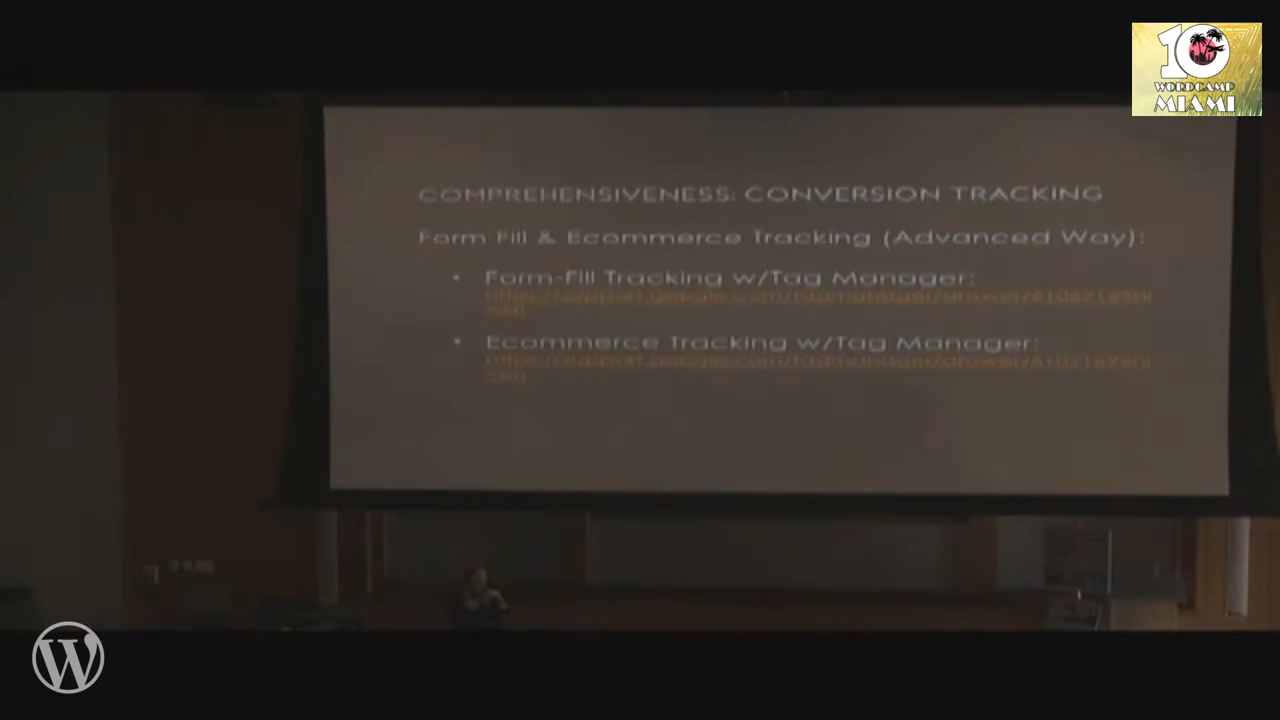 10
WORDCAMP
MIAMI
COMPREHENSIVENESS: CONVERSION TRACKING
Form Fill & Ecommerce Tracking (Advanced Way):
• Form-Fill Tracking w/Tag Manager:
• Ecommerce Tracking w/Tag Manager:
W